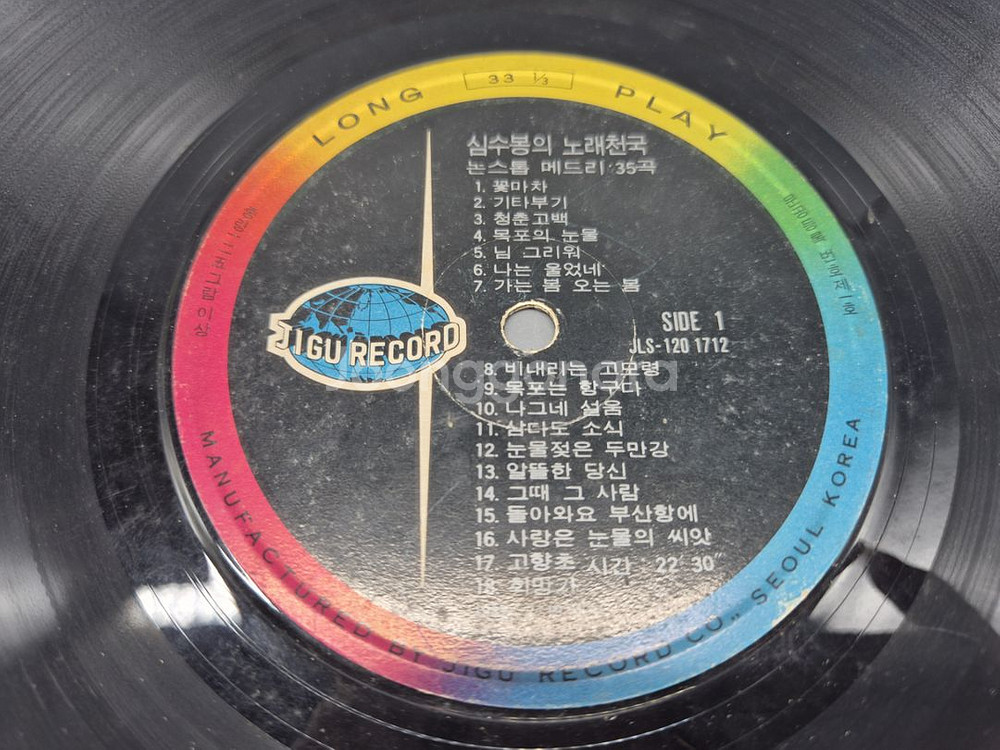 33 1/3
LONG PLAY
심수봉의 노래천국
논스톱 메드리 35곡
1. 꽃마차
2. 기타부기
3. 청춘고백
4. 목포의 눈물
5. 님 그리워
6. 나는 울었네
7. 가는 봄 오는 봄
SIDE 1
JLS-120 1712
JIGU RECORD
8. 비내리는 고모령
9. 목포는 항구다
10. 나그네 설움
11. 삼다도 소식
12. 눈물젖은 두만강
13. 알뜰한 당신
14. 그때 그 사람
15. 돌아와요 부산항에
16. 사랑은 눈물의 씨앗
17. 고향초 시간 : 22′ 30″
18. 희망가
MANUFACTURED BY JIGU RECORD CO., SEOUL KOREA